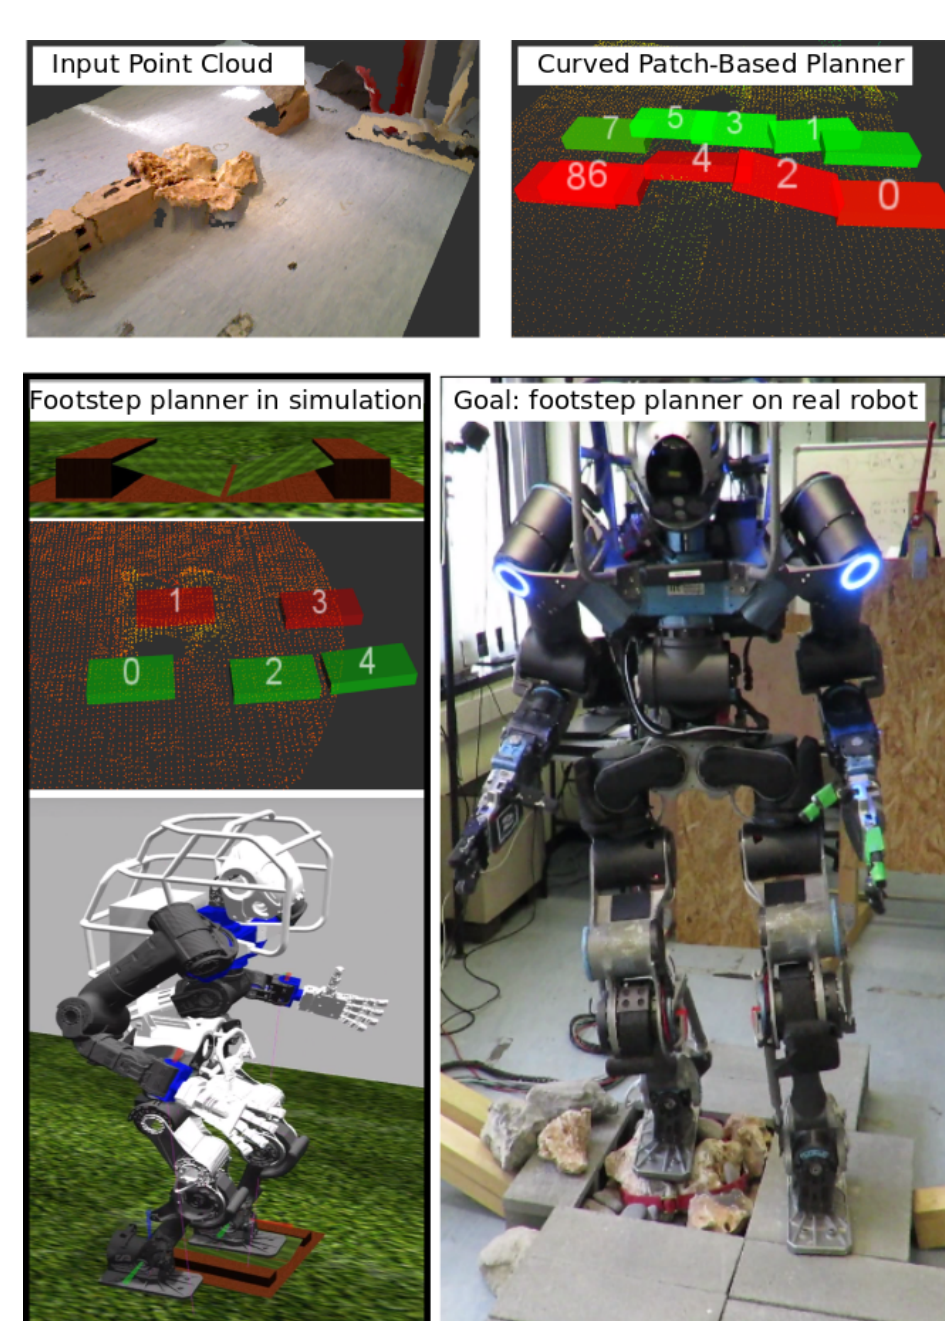 Input Point Cloud
Curved Patch-Based Planner
7 5 3 1
86 4 2 0
Footstep planner in simulation
Goal: footstep planner on real robot
1 3
0 2 4